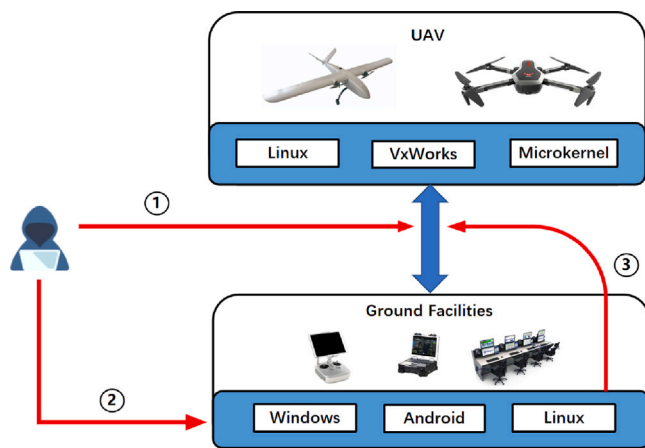 UAV
Linux
VxWorks
Microkernel
①
③
Ground Facilities
②
Windows
Android
Linux